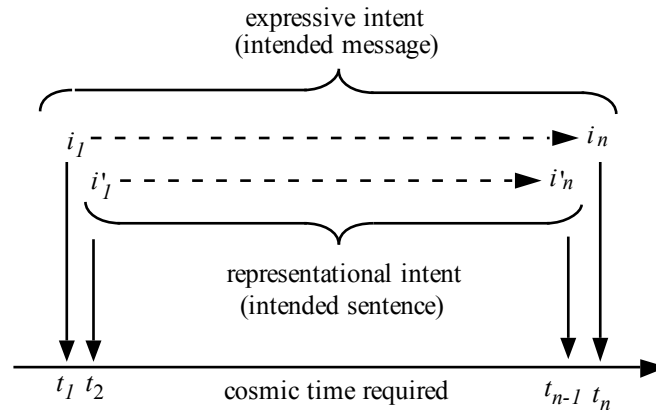 expressive intent
(intended message)
i1 in
i'1 i'n
representational intent
(intended sentence)
t1 t2 cosmic time required tn-1 tn